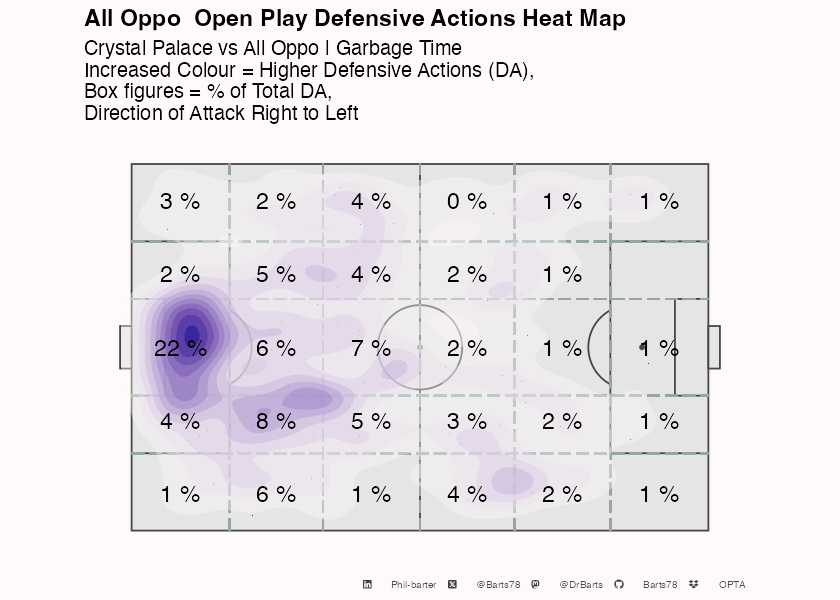 All Oppo  Open Play Defensive Actions Heat Map
Crystal Palace vs All Oppo | Garbage Time
Increased Colour = Higher Defensive Actions (DA),
Box figures = % of Total DA,
Direction of Attack Right to Left
3 % 2 % 4 % 0 % 1 % 1 %
2 % 5 % 4 % 2 % 1 %
22 % 6 % 7 % 2 % 1 % 1 %
4 % 8 % 5 % 3 % 2 % 1 %
1 % 6 % 1 % 4 % 2 % 1 %
Phil-barter @Barts78 @DrBarts Barts78 OPTA